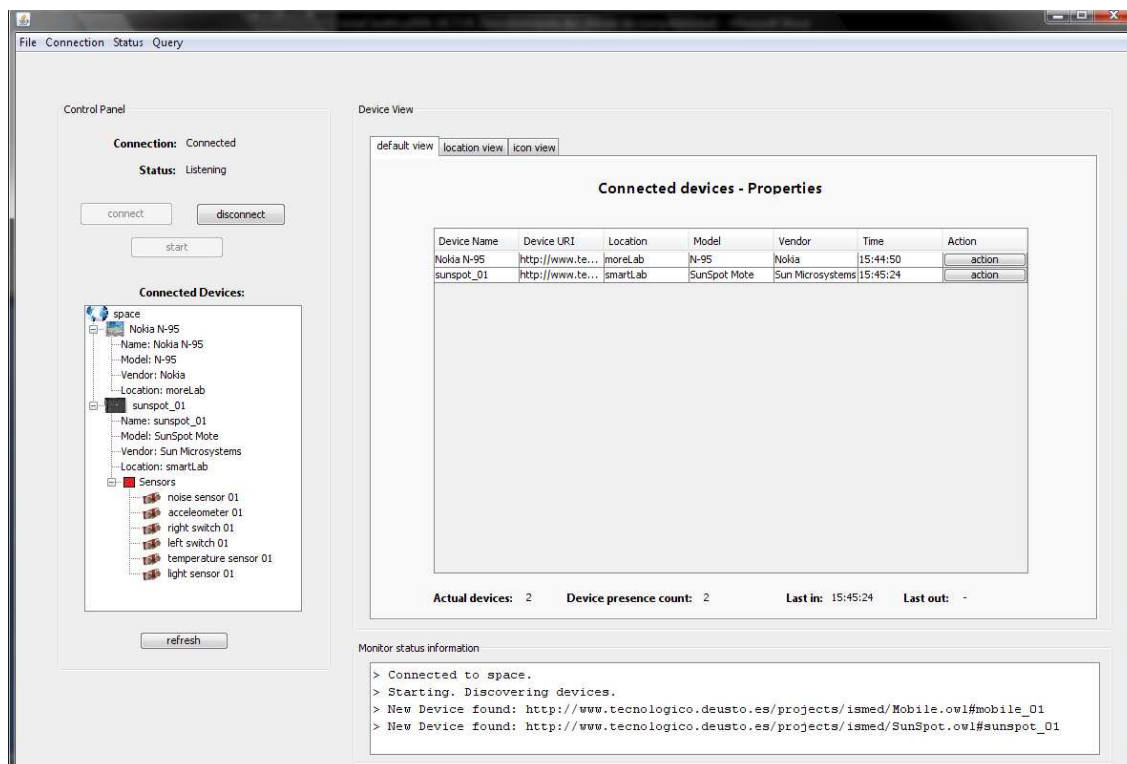 File Connection Status Query
Control Panel
Connection: Connected
Status: Listening
connect disconnect
start
Connected Devices:
space
Nokia N-95
Name: Nokia N-95
Model: N-95
Vendor: Nokia
Location: moreLab
sunspot_01
Name: sunspot_01
Model: SunSpot Mote
Vendor: Sun Microsystems
Location: smartLab
Sensors
noise sensor 01
acceleometer 01
right switch 01
left switch 01
temperature sensor 01
light sensor 01
refresh
Device View
default view location view icon view
Connected devices - Properties
Device Name Device URI Location Model Vendor Time Action
Nokia N-95 http://www.te... moreLab N-95 Nokia 15:44:50 action
sunspot_01 http://www.te... smartLab SunSpot Mote Sun Microsystems 15:45:24 action
Actual devices: 2 Device presence count: 2 Last in: 15:45:24 Last out: -
Monitor status information
> Connected to space.
> Starting. Discovering devices.
> New Device found: http://www.tecnologico.deusto.es/projects/ismed/Mobile.owl#mobile_01
> New Device found: http://www.tecnologico.deusto.es/projects/ismed/SunSpot.owl#sunspot_01